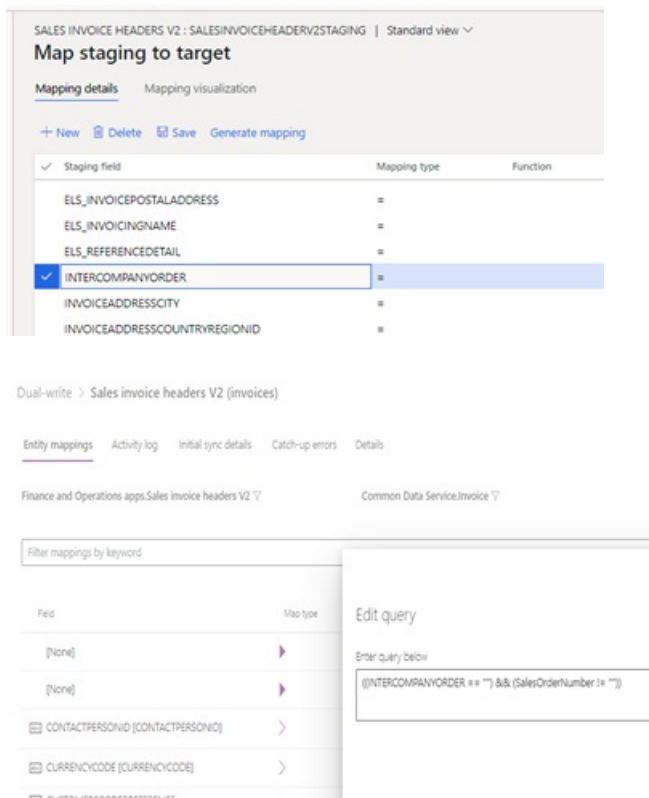 SALES INVOICE HEADERS V2 : SALESINVOICEHEADERV2STAGING | Standard view
Map staging to target
Mapping details Mapping visualization
New Delete Save Generate mapping
Staging field Mapping type Function
ELS_INVOICEPOSTALADDRESS =
ELS_INVOICINGNAME =
ELS_REFERENCEDETAIL =
INTERCOMPANYORDER =
INVOICEADDRESSCITY =
INVOICEADDRESSCOUNTRYREGIONID =
Dual-write > Sales invoice headers V2 (invoices)
Entity mappings Activity log Initial sync details Catch-up errors Details
Finance and Operations apps.Sales invoice headers V2 Common Data Service.Invoice
Filter mappings by keyword
Edit query
Field Map type
Enter query below
[None]
((INTERCOMPANYORDER == "") && (SalesOrderNumber != ""))
[None]
CONTACTPERSONID [CONTACTPERSONID]
CURRENCYCODE [CURRENCYCODE]